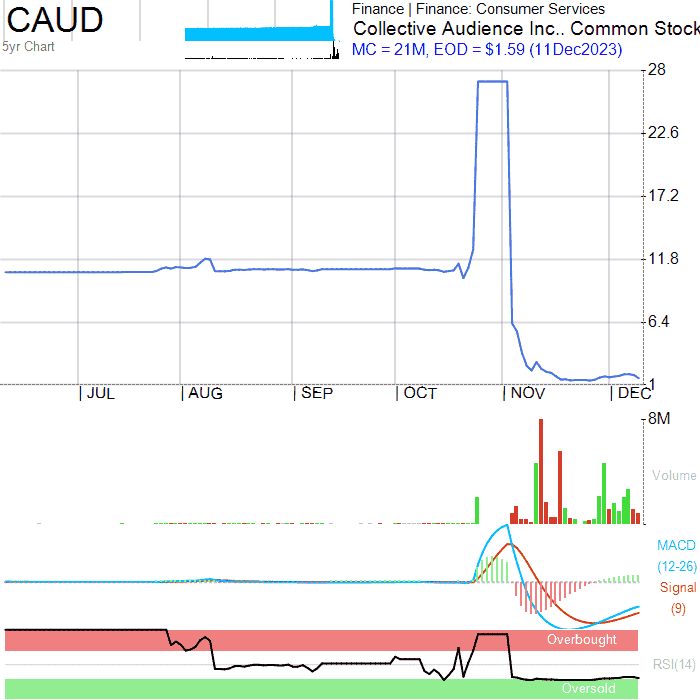 CAUD
5yr Chart
Finance | Finance: Consumer Services
Collective Audience Inc.. Common Stock
MC = 21M, EOD = $1.59 (11Dec2023)
28
22.6
17.2
11.8
6.4
1
| JUL | AUG | SEP | OCT | NOV | DEC
8M
Volume
MACD
(12-26)
Signal
(9)
Overbought
RSI(14)
Oversold